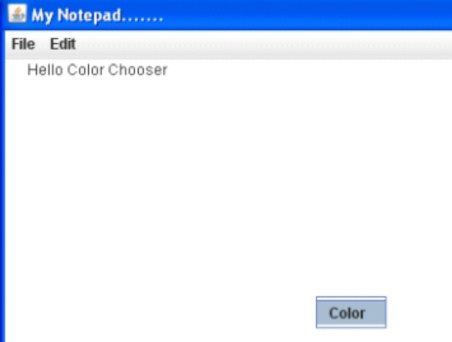 My Notepad.......
File Edit
Hello Color Chooser
Color